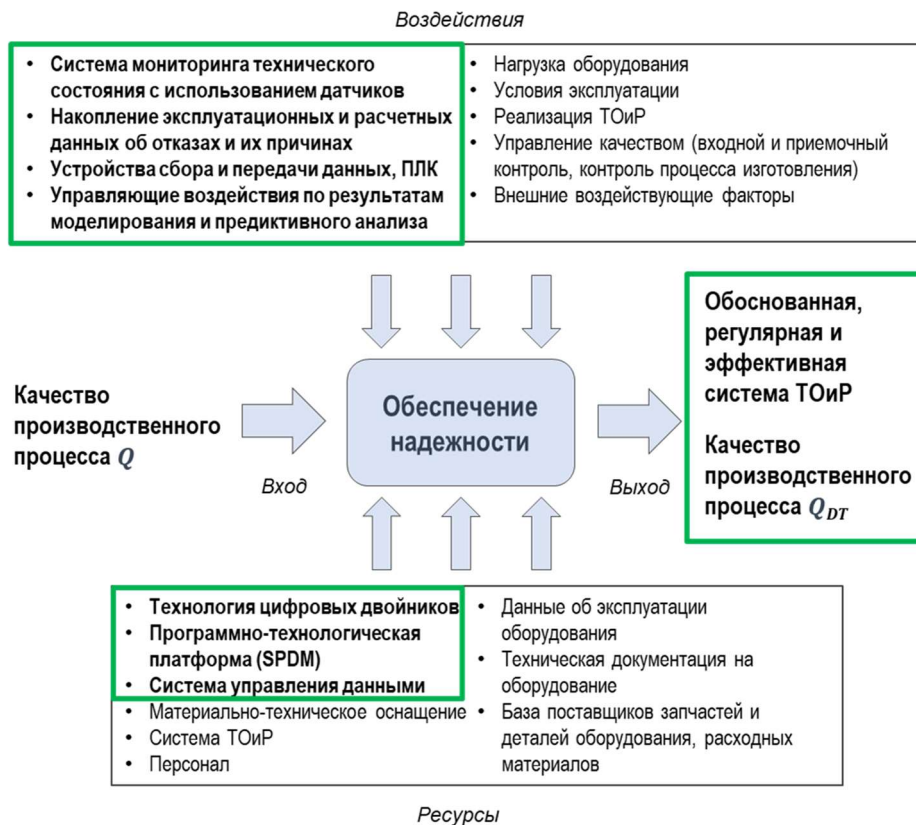 Воздействия
• Система мониторинга технического
состояния с использованием датчиков
• Накопление эксплуатационных и расчетных
данных об отказах и их причинах
• Устройства сбора и передачи данных, ПЛК
• Управляющие воздействия по результатам
моделирования и предиктивного анализа
• Нагрузка оборудования
• Условия эксплуатации
• Реализация ТОиР
• Управление качеством (входной и приемочный
контроль, контроль процесса изготовления)
• Внешние воздействующие факторы
Качество
производственного
процесса Q
Вход
Обеспечение
надежности
Выход
Обоснованная,
регулярная и
эффективная
система ТОиР
Качество
производственного
процесса Q_DT
• Технология цифровых двойников
• Программно-технологическая
платформа (SPDM)
• Система управления данными
• Материально-техническое оснащение
• Система ТОиР
• Персонал
• Данные об эксплуатации
оборудования
• Техническая документация на
оборудование
• База поставщиков запчастей и
деталей оборудования, расходных
материалов
Ресурсы